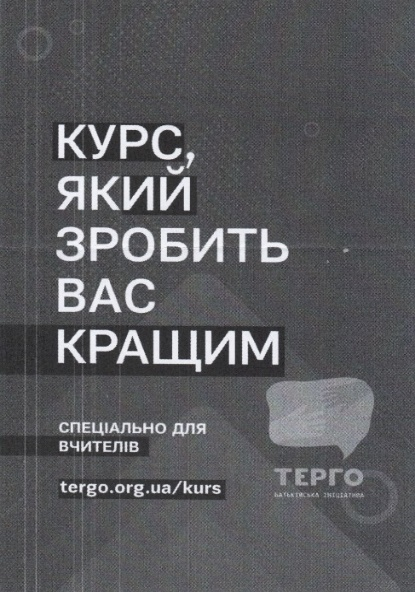 КУРС,
ЯКИЙ
ЗРОБИТЬ
ВАС
КРАЩИМ
СПЕЦІАЛЬНО ДЛЯ
ВЧИТЕЛІВ
tergo.org.ua/kurs
ТЕРГО
БАТЬКІВСЬКА ІНІЦІАТИВА